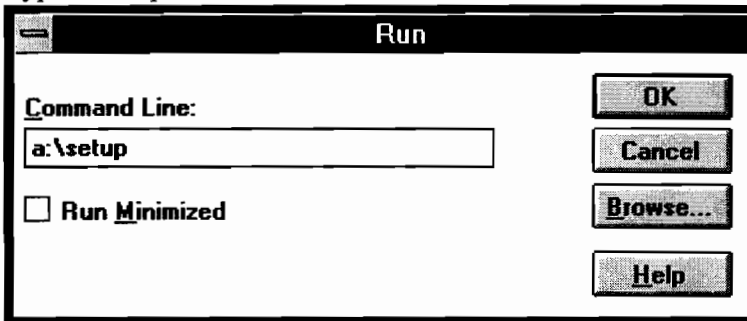 Run
Command Line:
a:\setup
Run Minimized
OK
Cancel
Browse...
Help